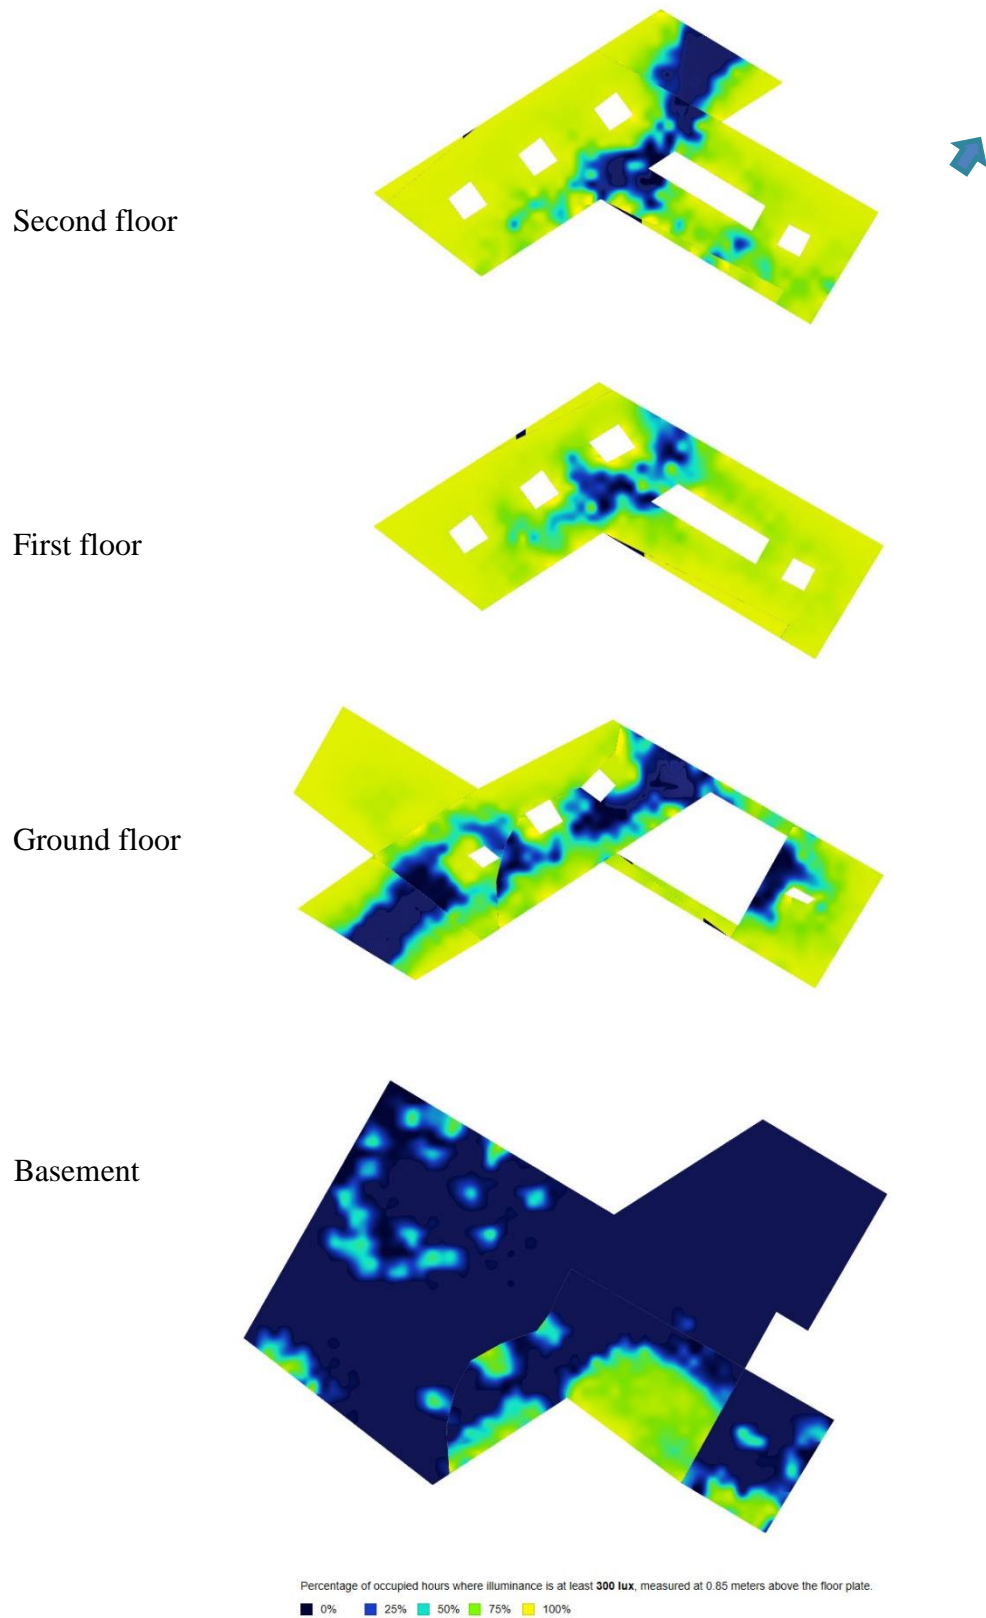 Second floor
First floor
Ground floor
Basement
Percentage of occupied hours where illuminance is at least 300 lux, measured at 0.85 meters above the floor plate.
0% 25% 50% 75% 100%